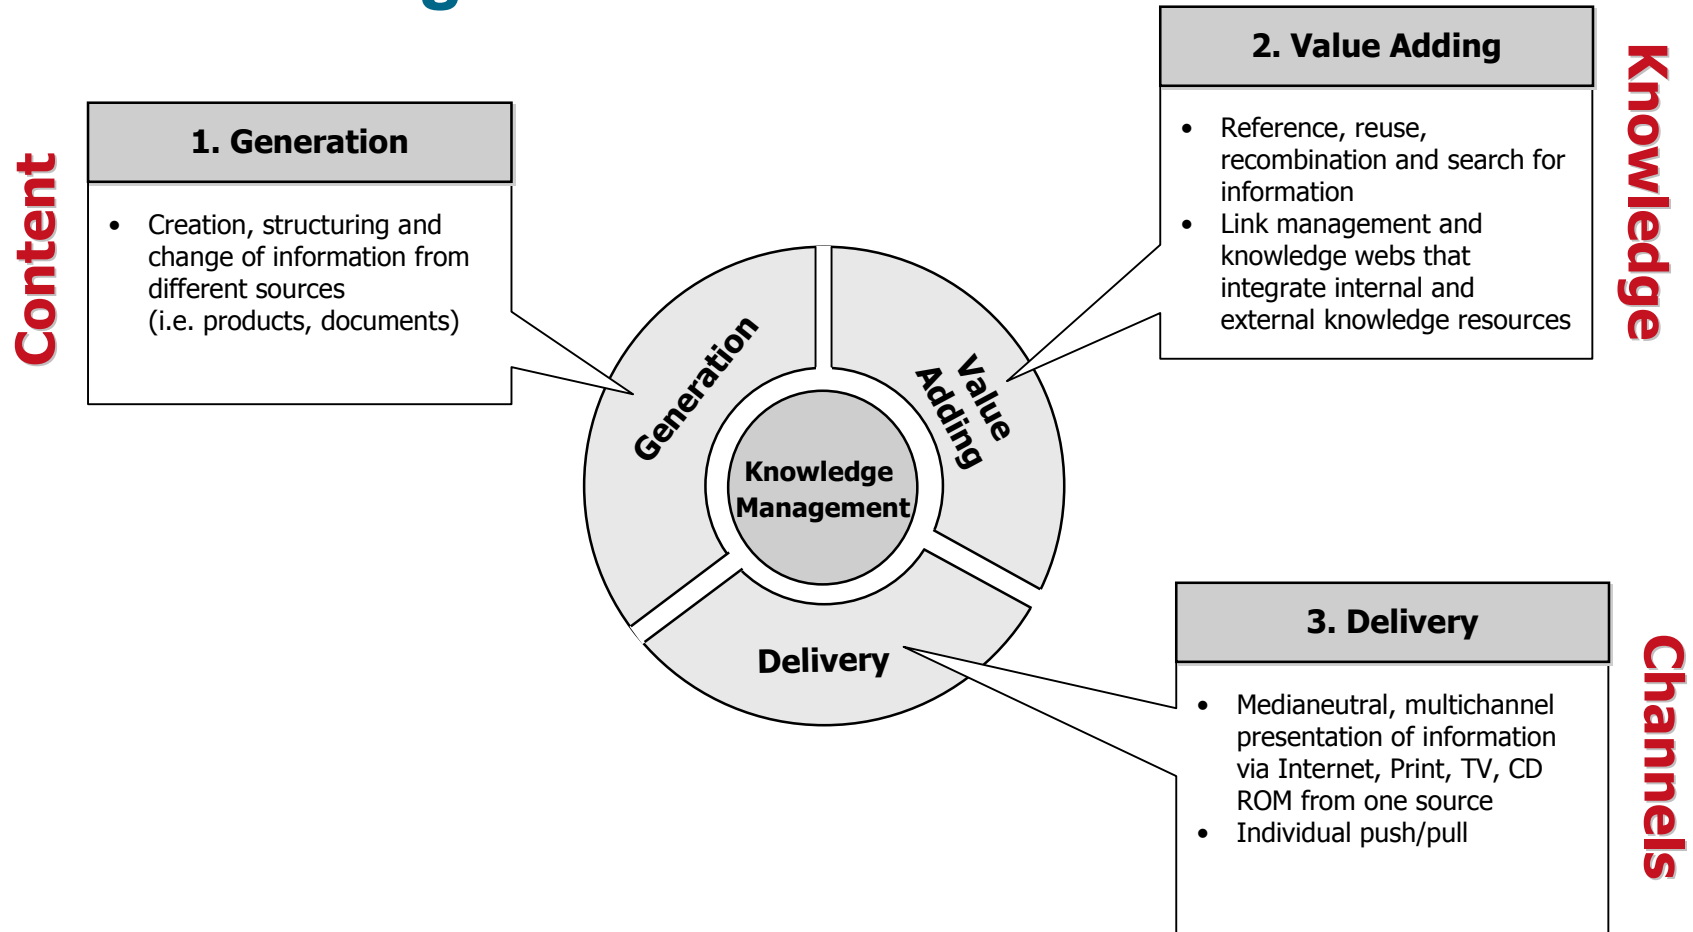 Content
1. Generation
• Creation, structuring and
change of information from
different sources
(i.e. products, documents)
2. Value Adding
• Reference, reuse,
recombination and search for
information
• Link management and
knowledge webs that
integrate internal and
external knowledge resources
Knowledge
Generation
Value
Adding
Knowledge
Management
Delivery
3. Delivery
• Medianeutral, multichannel
presentation of information
via Internet, Print, TV, CD
ROM from one source
• Individual push/pull
Channels